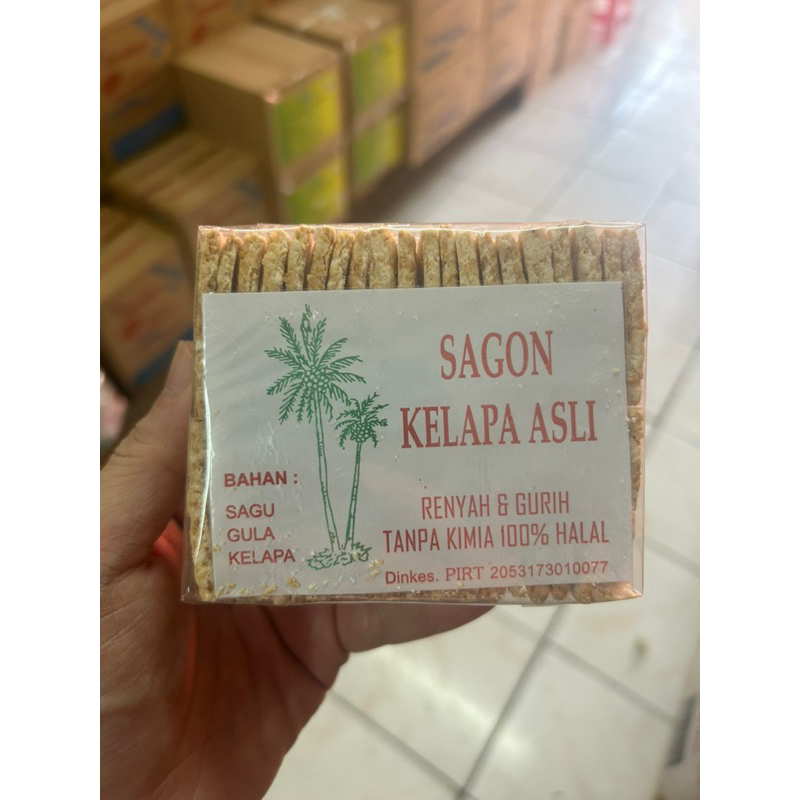 SAGON
KELAPA ASLI
BAHAN :
SAGU
GULA
KELAPA
RENYAH & GURIH
TANPA KIMIA 100% HALAL
Dinkes. PIRT 2053173010077